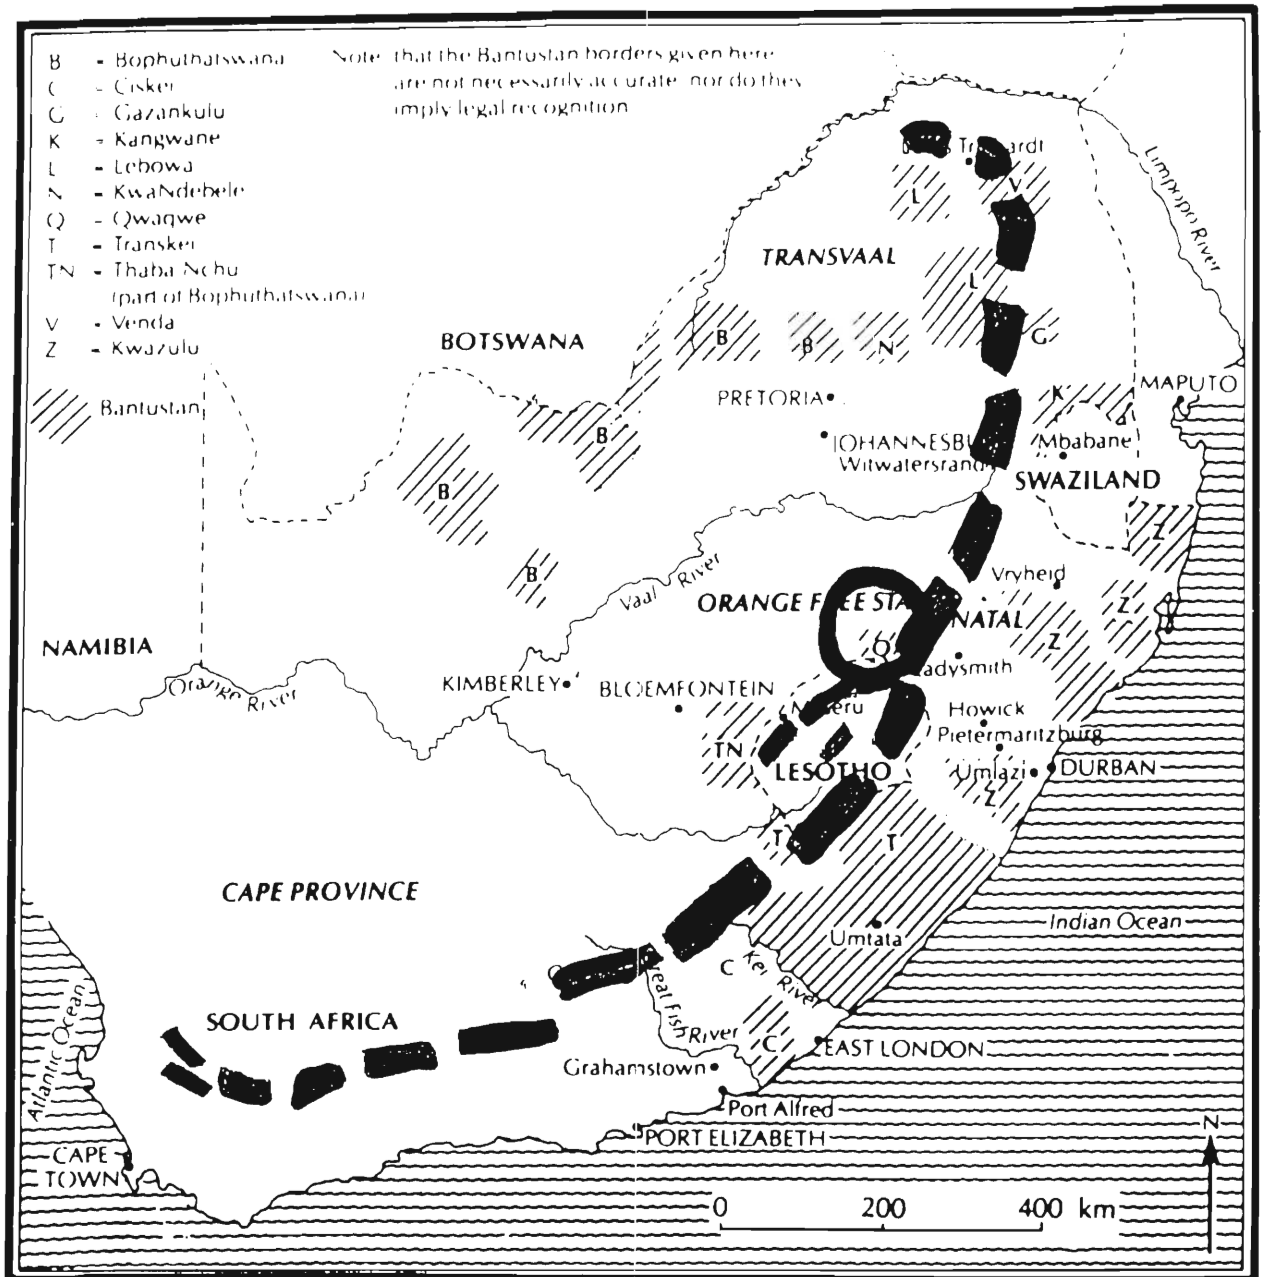 B - Bophuthatswana
C - Ciskei
G - Gazankulu
K - Kangwane
L - Lebowa
N - KwaNdebele
Q - Qwaqwe
T - Transkei
TN - Thaba Nchu
(part of Bophuthatswana)
V - Venda
Z - Kwazulu
Bantustan
Note that the Bantustan borders given here
are not necessarily accurate nor do they
imply legal recognition
V
L
Limpopo River
TRANSVAAL
L
BOTSWANA
B
B
N
G
PRETORIA
K
MAPUTO
B
Mbabane
Witwatersrand
SWAZILAND
B
Z
B
Vaal River
Vryheid
ORANGE FREE STA
NATAL
Z
Z
NAMIBIA
Q
Ladysmith
Orange River
KIMBERLEY
BLOEMFONTEIN
Howick
Pietermaritzburg
TN
LESOTHO
Umlazi
DURBAN
Z
T
T
CAPE PROVINCE
Indian Ocean
Umtata
C
Kei River
Fish River
SOUTH AFRICA
C
EAST LONDON
Atlantic Ocean
Grahamstown
Port Alfred
PORT ELIZABETH
CAPE
TOWN
N
0 200 400 km